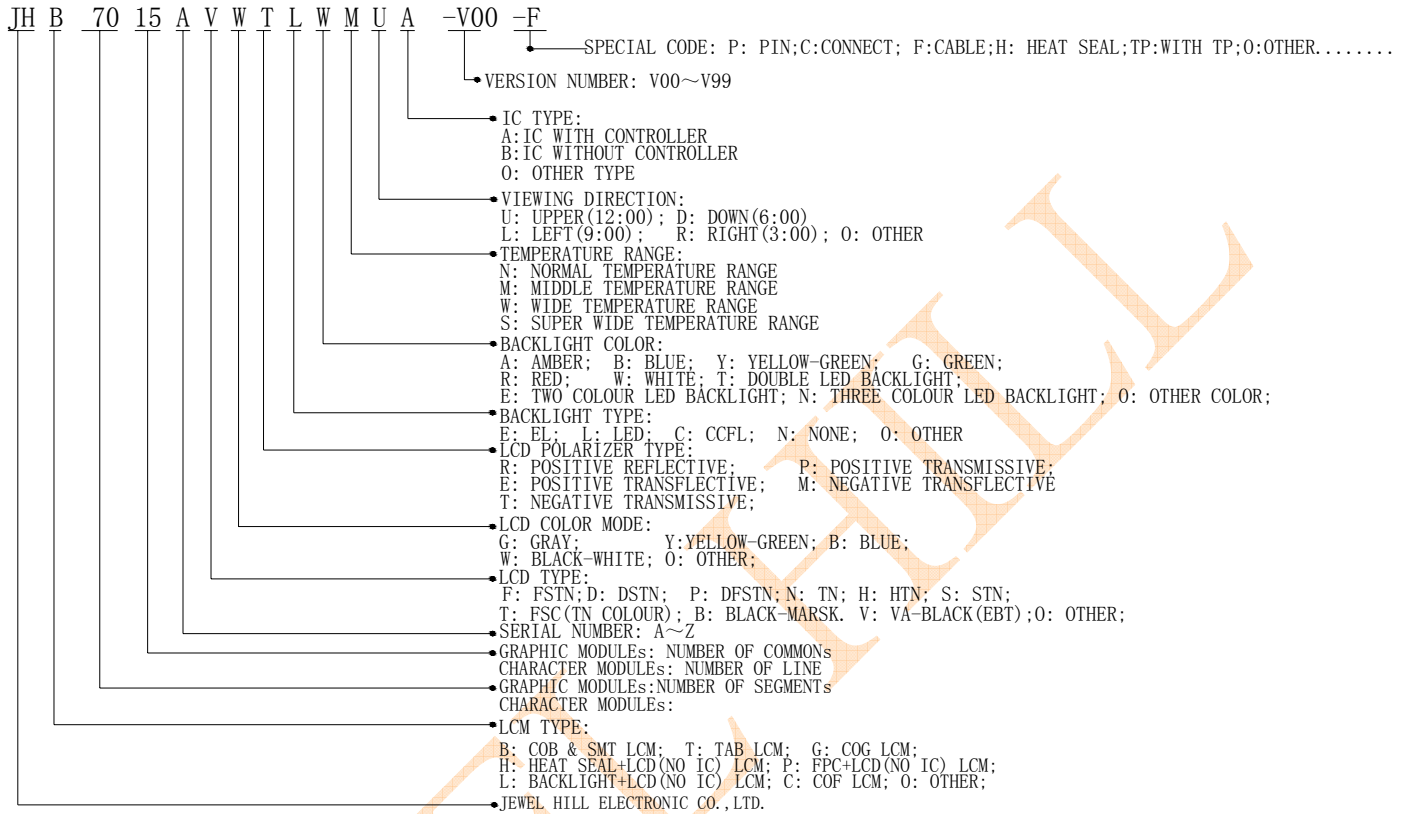 JH B 70 15 A V W T L W M U A -V00 -F
SPECIAL CODE: P: PIN;C:CONNECT; F:CABLE;H: HEAT SEAL;TP:WITH TP;O:OTHER........
VERSION NUMBER: V00～V99
IC TYPE:
A:IC WITH CONTROLLER
B:IC WITHOUT CONTROLLER
O: OTHER TYPE
VIEWING DIRECTION:
U: UPPER(12:00); D: DOWN(6:00)
L: LEFT(9:00); R: RIGHT(3:00); O: OTHER
TEMPERATURE RANGE:
N: NORMAL TEMPERATURE RANGE
M: MIDDLE TEMPERATURE RANGE
W: WIDE TEMPERATURE RANGE
S: SUPER WIDE TEMPERATURE RANGE
BACKLIGHT COLOR:
A: AMBER; B: BLUE; Y: YELLOW-GREEN; G: GREEN;
R: RED; W: WHITE; T: DOUBLE LED BACKLIGHT;
E: TWO COLOUR LED BACKLIGHT; N: THREE COLOUR LED BACKLIGHT; O: OTHER COLOR;
BACKLIGHT TYPE:
E: EL; L: LED; C: CCFL; N: NONE; O: OTHER
LCD POLARIZER TYPE:
R: POSITIVE REFLECTIVE; P: POSITIVE TRANSMISSIVE;
E: POSITIVE TRANSFLECTIVE; M: NEGATIVE TRANSFLECTIVE
T: NEGATIVE TRANSMISSIVE;
LCD COLOR MODE:
G: GRAY; Y:YELLOW-GREEN; B: BLUE;
W: BLACK-WHITE; O: OTHER;
LCD TYPE:
F: FSTN;D: DSTN; P: DFSTN;N: TN; H: HTN; S: STN;
T: FSC(TN COLOUR); B: BLACK-MARSK. V: VA-BLACK(EBT);O: OTHER;
SERIAL NUMBER: A～Z
GRAPHIC MODULEs: NUMBER OF COMMONs
CHARACTER MODULEs: NUMBER OF LINE
GRAPHIC MODULEs:NUMBER OF SEGMENTs
CHARACTER MODULEs:
LCM TYPE:
B: COB & SMT LCM; T: TAB LCM; G: COG LCM;
H: HEAT SEAL+LCD(NO IC) LCM; P: FPC+LCD(NO IC) LCM;
L: BACKLIGHT+LCD(NO IC) LCM; C: COF LCM; O: OTHER;
JEWEL HILL ELECTRONIC CO.,LTD.
HILL